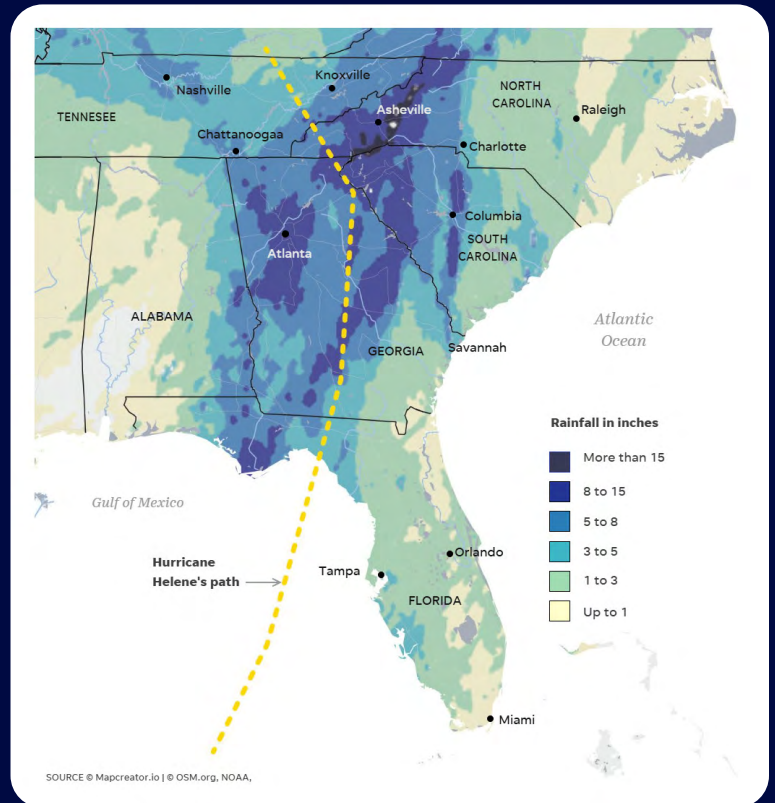 Knoxville
Nashville
NORTH
CAROLINA
Raleigh
Asheville
TENNESSEE
Chattanoogaa
Charlotte
Columbia
Atlanta
SOUTH
CAROLINA
ALABAMA
Atlantic
Ocean
GEORGIA
Savannah
Rainfall in inches
More than 15
8 to 15
5 to 8
3 to 5
1 to 3
Up to 1
Gulf of Mexico
Hurricane
Helene's path
Orlando
Tampa
FLORIDA
Miami
SOURCE © Mapcreator.io | © OSM.org, NOAA,